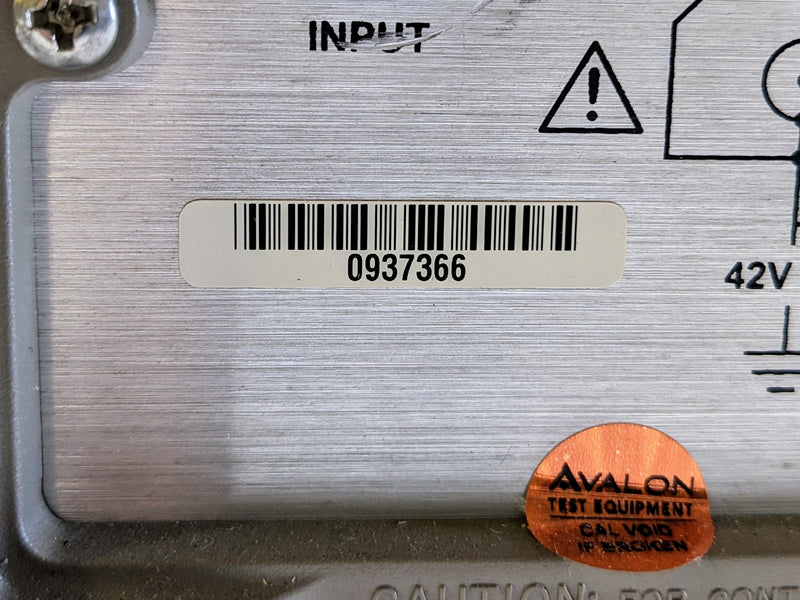 INPUT
0937366
42V
AVALON
TEST EQUIPMENT
CAL VOID
IF BROKEN
CAUTION: FOR CONT